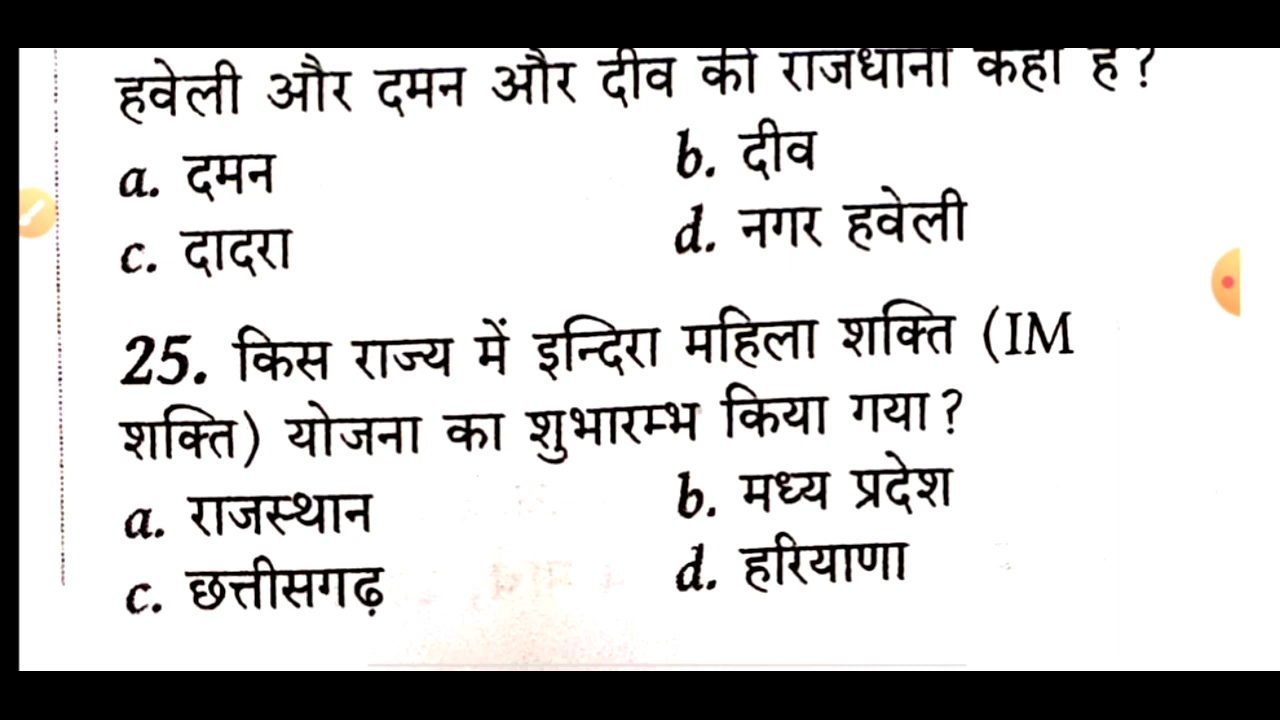 हवेली और दमन और दीव की राजधानी कहाँ है?
a. दमन b. दीव
c. दादरा d. नगर हवेली
25. किस राज्य में इन्दिरा महिला शक्ति (IM
शक्ति) योजना का शुभारम्भ किया गया?
a. राजस्थान b. मध्य प्रदेश
c. छत्तीसगढ़ d. हरियाणा